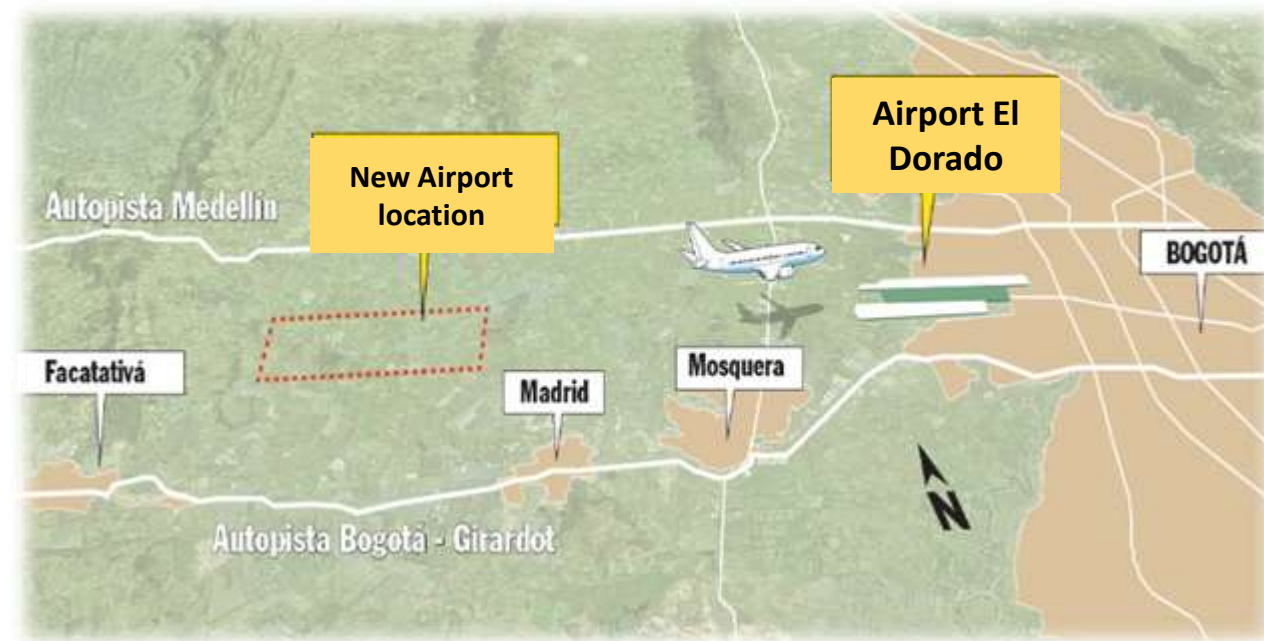 Airport El
Dorado
New Airport
location
Autopista Medellín
BOGOTÁ
Facatativá
Madrid
Mosquera
Autopista Bogotá - Girardot
N